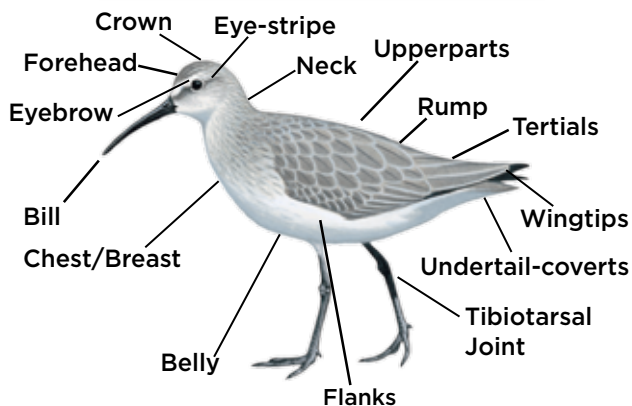 Crown
Eye-stripe
Forehead
Neck
Upperparts
Eyebrow
Rump
Tertials
Bill
Wingtips
Chest/Breast
Undertail-coverts
Tibiotarsal
Joint
Belly
Flanks